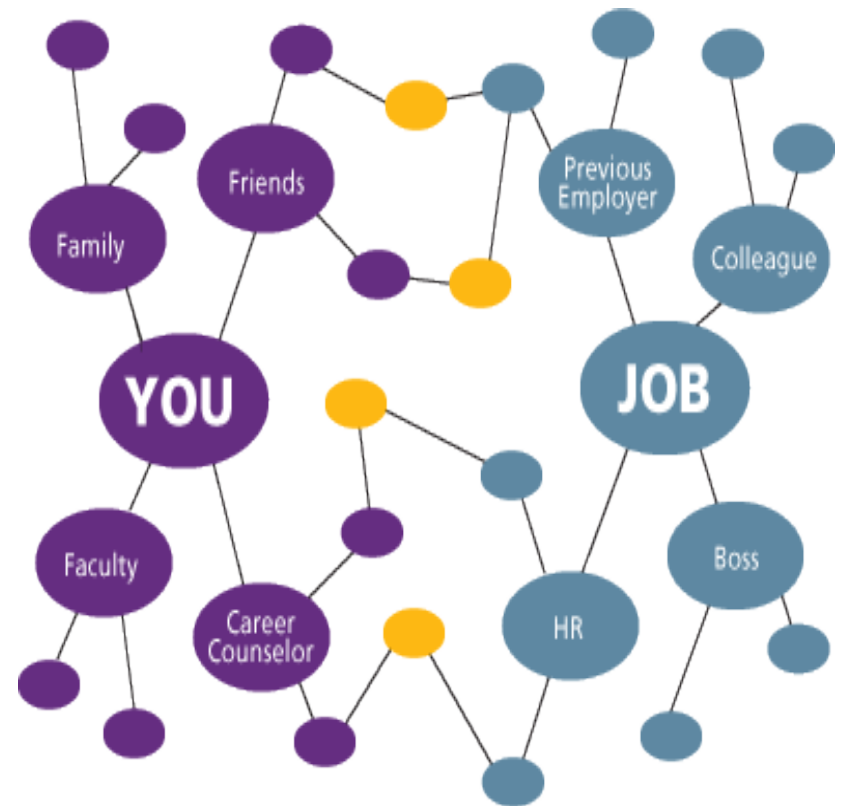 Friends
Previous
Employer
Family
Colleague
YOU
JOB
Faculty
Boss
Career
Counselor
HR